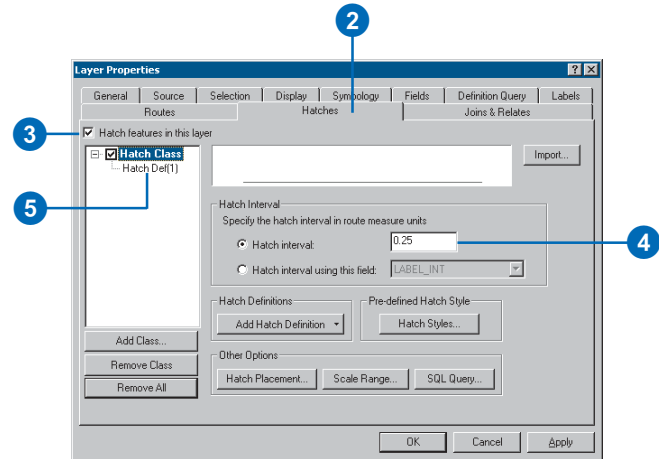 2
Layer Properties
General Source Selection Display Symbology Fields Definition Query Labels
Routes Hatches Joins & Relates
3
Hatch features in this layer
Hatch Class
Hatch Def(1)
Import...
5
Hatch Interval
Specify the hatch interval in route measure units
Hatch interval: 0.25
4
Hatch interval using this field: LABEL_INT
Hatch Definitions
Add Hatch Definition
Pre-defined Hatch Style
Hatch Styles...
Add Class...
Remove Class
Remove All
Other Options
Hatch Placement... Scale Range... SQL Query...
OK Cancel Apply